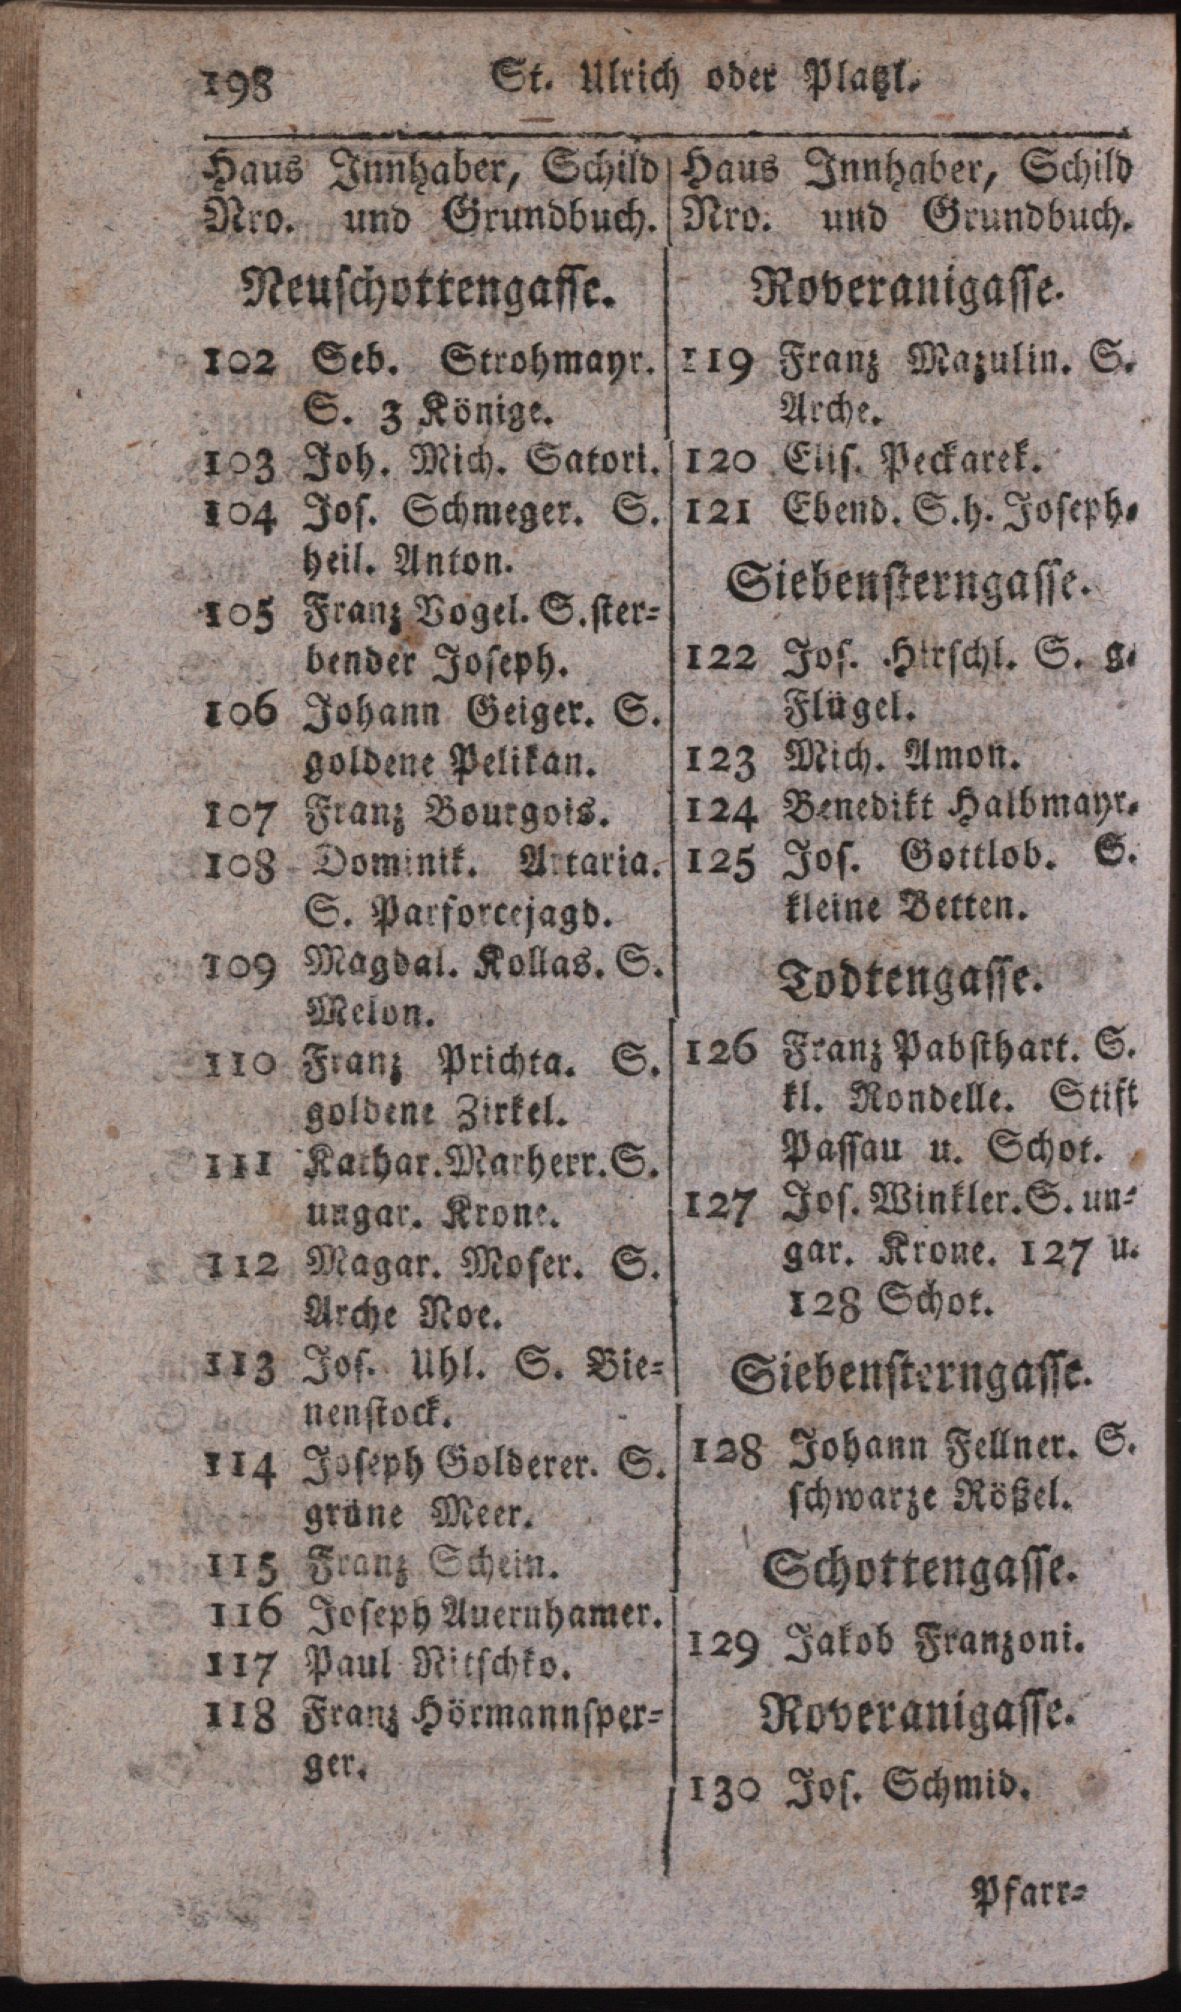 198 St. Ulrich oder Platzl.
Haus Innhaber, Schild
Nro. und Grundbuch.
Neuschottengasse.
102 Seb. Strohmayr.
S. 3 Könige.
103 Joh. Mich. Satori.
104 Jos. Schmeger. S.
heil. Anton.
105 Franz Vogel. S. ster-
bender Joseph.
106 Johann Geiger. S.
goldene Pelikan.
107 Franz Bourgois.
108 Dominik. Artaria.
S. Parforcejagd.
109 Magdal. Kollas. S.
Melon.
110 Franz Prichta. S.
goldene Zirkel.
111 Kathar. Marherr. S.
ungar. Krone.
112 Magar. Moser. S.
Arche Noe.
113 Jos. Uhl. S. Bie-
nenstock.
114 Joseph Golderer. S.
grüne Meer.
115 Franz Schein.
116 Joseph Auernhamer.
117 Paul Nitschko.
118 Franz Hörmannsper-
ger.
Haus Innhaber, Schild
Nro. und Grundbuch.
Roveranigasse.
119 Franz Mazulin. S.
Arche.
120 Elis. Peckarek.
121 Ebend. S. h. Joseph.
Siebensterngasse.
122 Jos. Hirschl. S. g.
Flügel.
123 Mich. Amon.
124 Benedikt Halbmayr.
125 Jos. Gottlob. S.
kleine Betten.
Todtengasse.
126 Franz Pabsthart. S.
kl. Rondelle. Stift
Passau u. Schot.
127 Jos. Winkler. S. un-
gar. Krone. 127 u.
128 Schot.
Siebensterngasse.
128 Johann Fellner. S.
schwarze Rößel.
Schottengasse.
129 Jakob Franzoni.
Roveranigasse.
130 Jos. Schmid.
Pfarr-